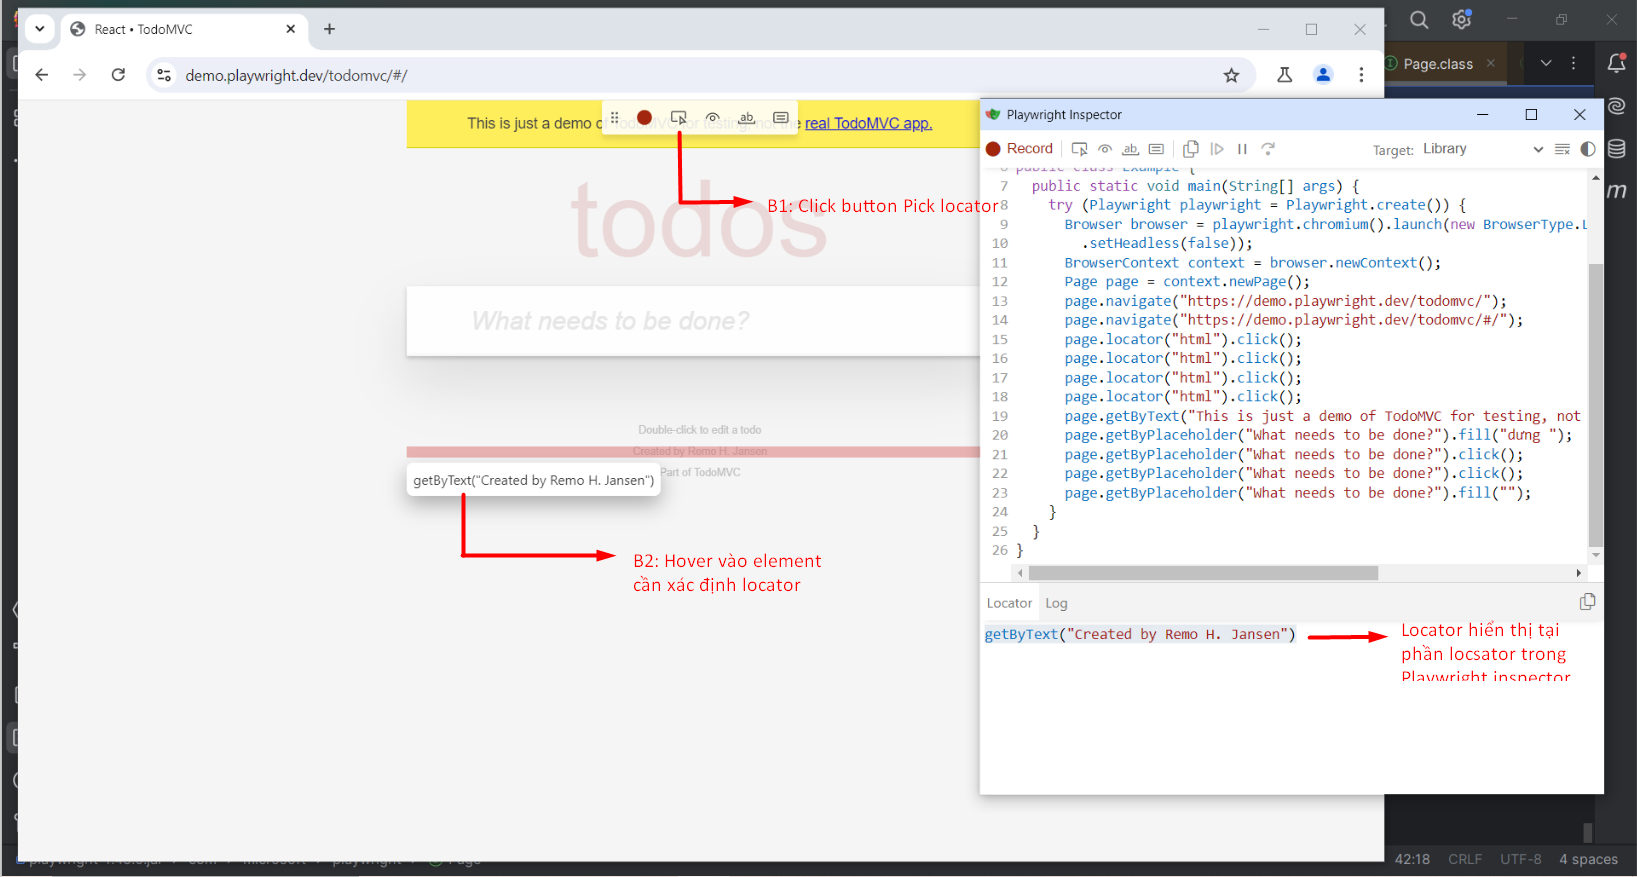 React • TodoMVC
demo.playwright.dev/todomvc/#/
Page.class
This is just a demo of TodoMVC for testing, not the real TodoMVC app.
todos
B1: Click button Pick locator
What needs to be done?
Double-click to edit a todo
Created by Remo H. Jansen
Part of TodoMVC
getByText("Created by Remo H. Jansen")
B2: Hover vào element
cần xác định locator
Playwright Inspector
Record
Target: Library
6 public class Example {
7 public static void main(String[] args) {
8 try (Playwright playwright = Playwright.create()) {
9 Browser browser = playwright.chromium().launch(new BrowserType.L
10 .setHeadless(false));
11 BrowserContext context = browser.newContext();
12 Page page = context.newPage();
13 page.navigate("https://demo.playwright.dev/todomvc/");
14 page.navigate("https://demo.playwright.dev/todomvc/#/");
15 page.locator("html").click();
16 page.locator("html").click();
17 page.locator("html").click();
18 page.locator("html").click();
19 page.getByText("This is just a demo of TodoMVC for testing, not
20 page.getByPlaceholder("What needs to be done?").fill("dưng ");
21 page.getByPlaceholder("What needs to be done?").click();
22 page.getByPlaceholder("What needs to be done?").click();
23 page.getByPlaceholder("What needs to be done?").fill("");
24 }
25 }
26 }
Locator Log
getByText("Created by Remo H. Jansen")
Locator hiển thị tại
phần locsator trong
Playwright inspector
m
42:18 CRLF UTF-8 4 spaces